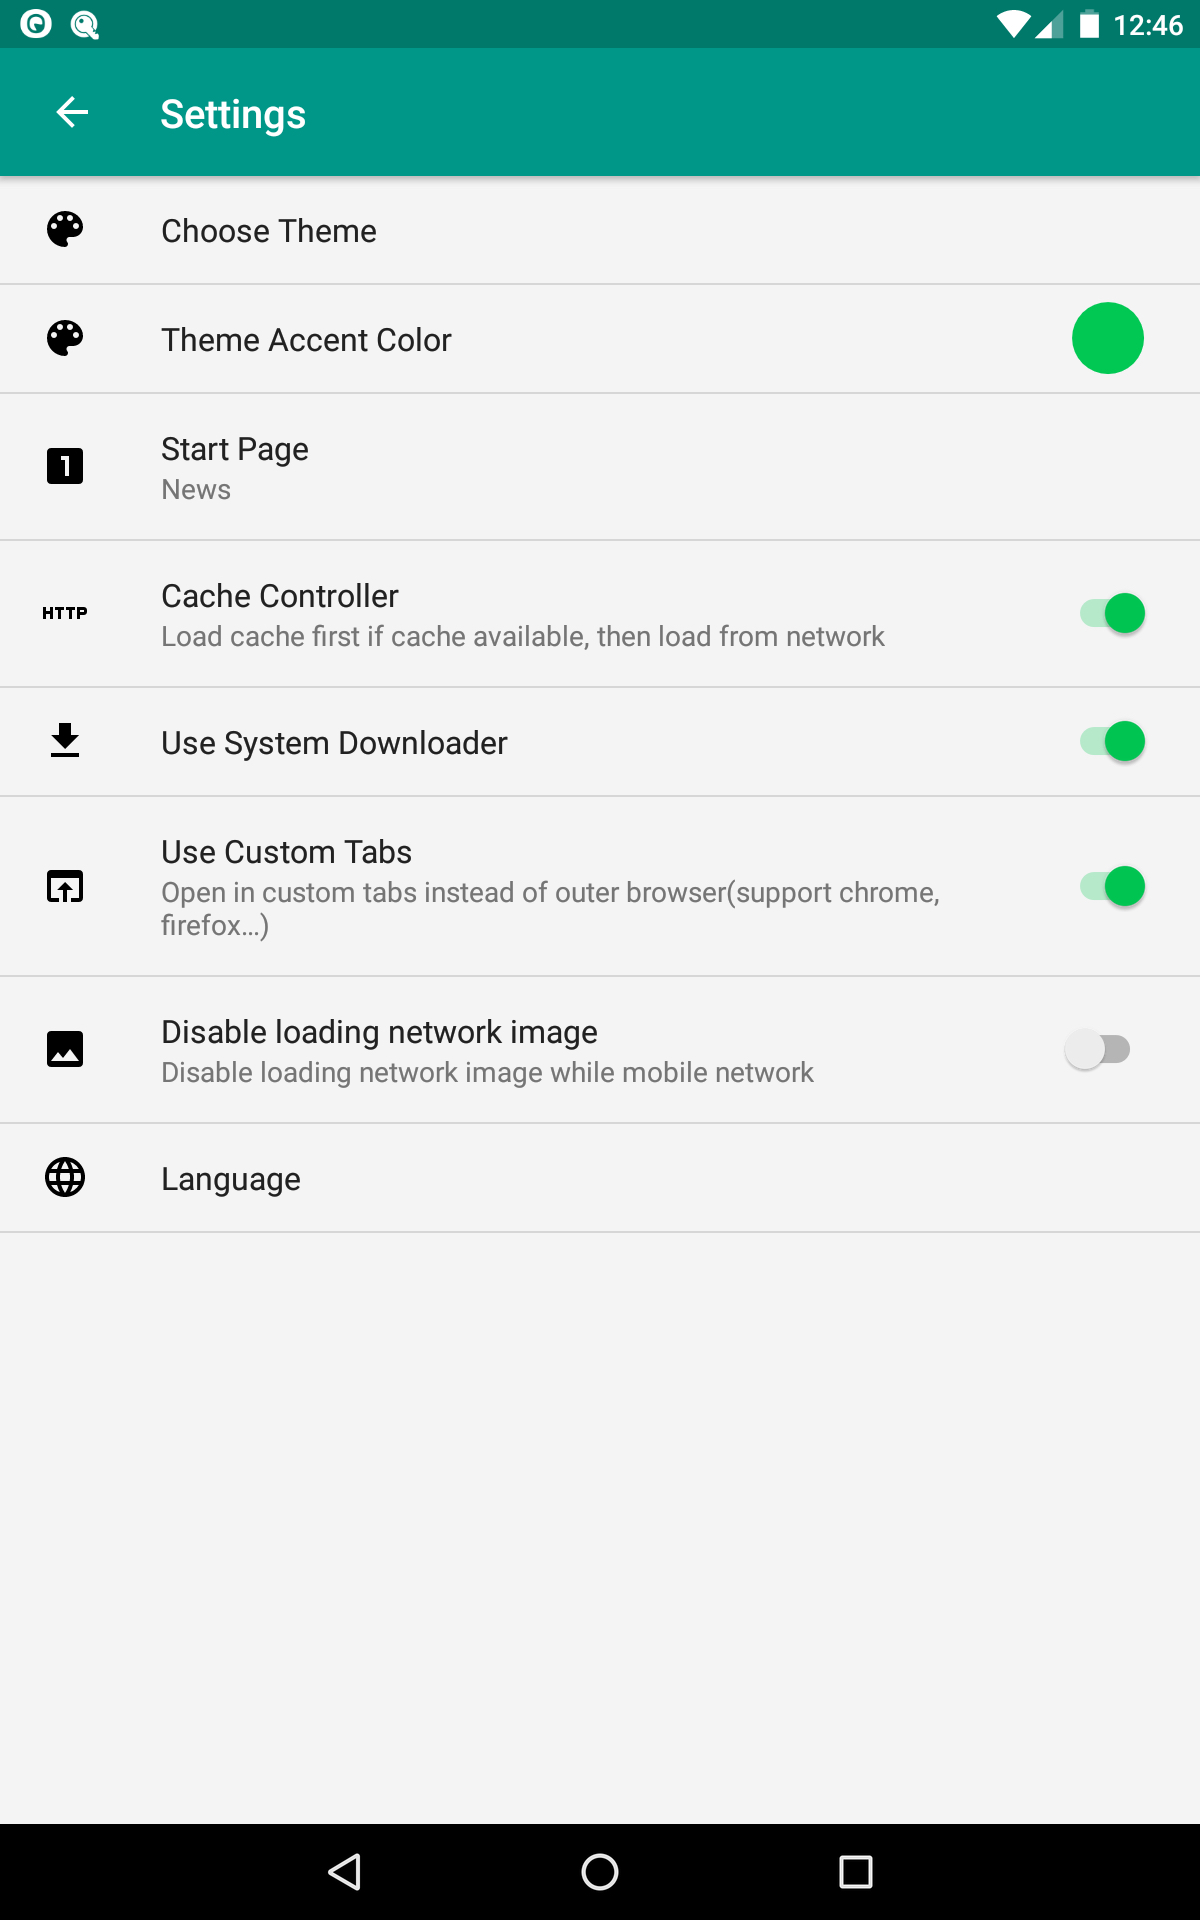 12:46
Settings
Choose Theme
Theme Accent Color
1
Start Page
News
HTTP
Cache Controller
Load cache first if cache available, then load from network
Use System Downloader
Use Custom Tabs
Open in custom tabs instead of outer browser(support chrome,
firefox...)
Disable loading network image
Disable loading network image while mobile network
Language